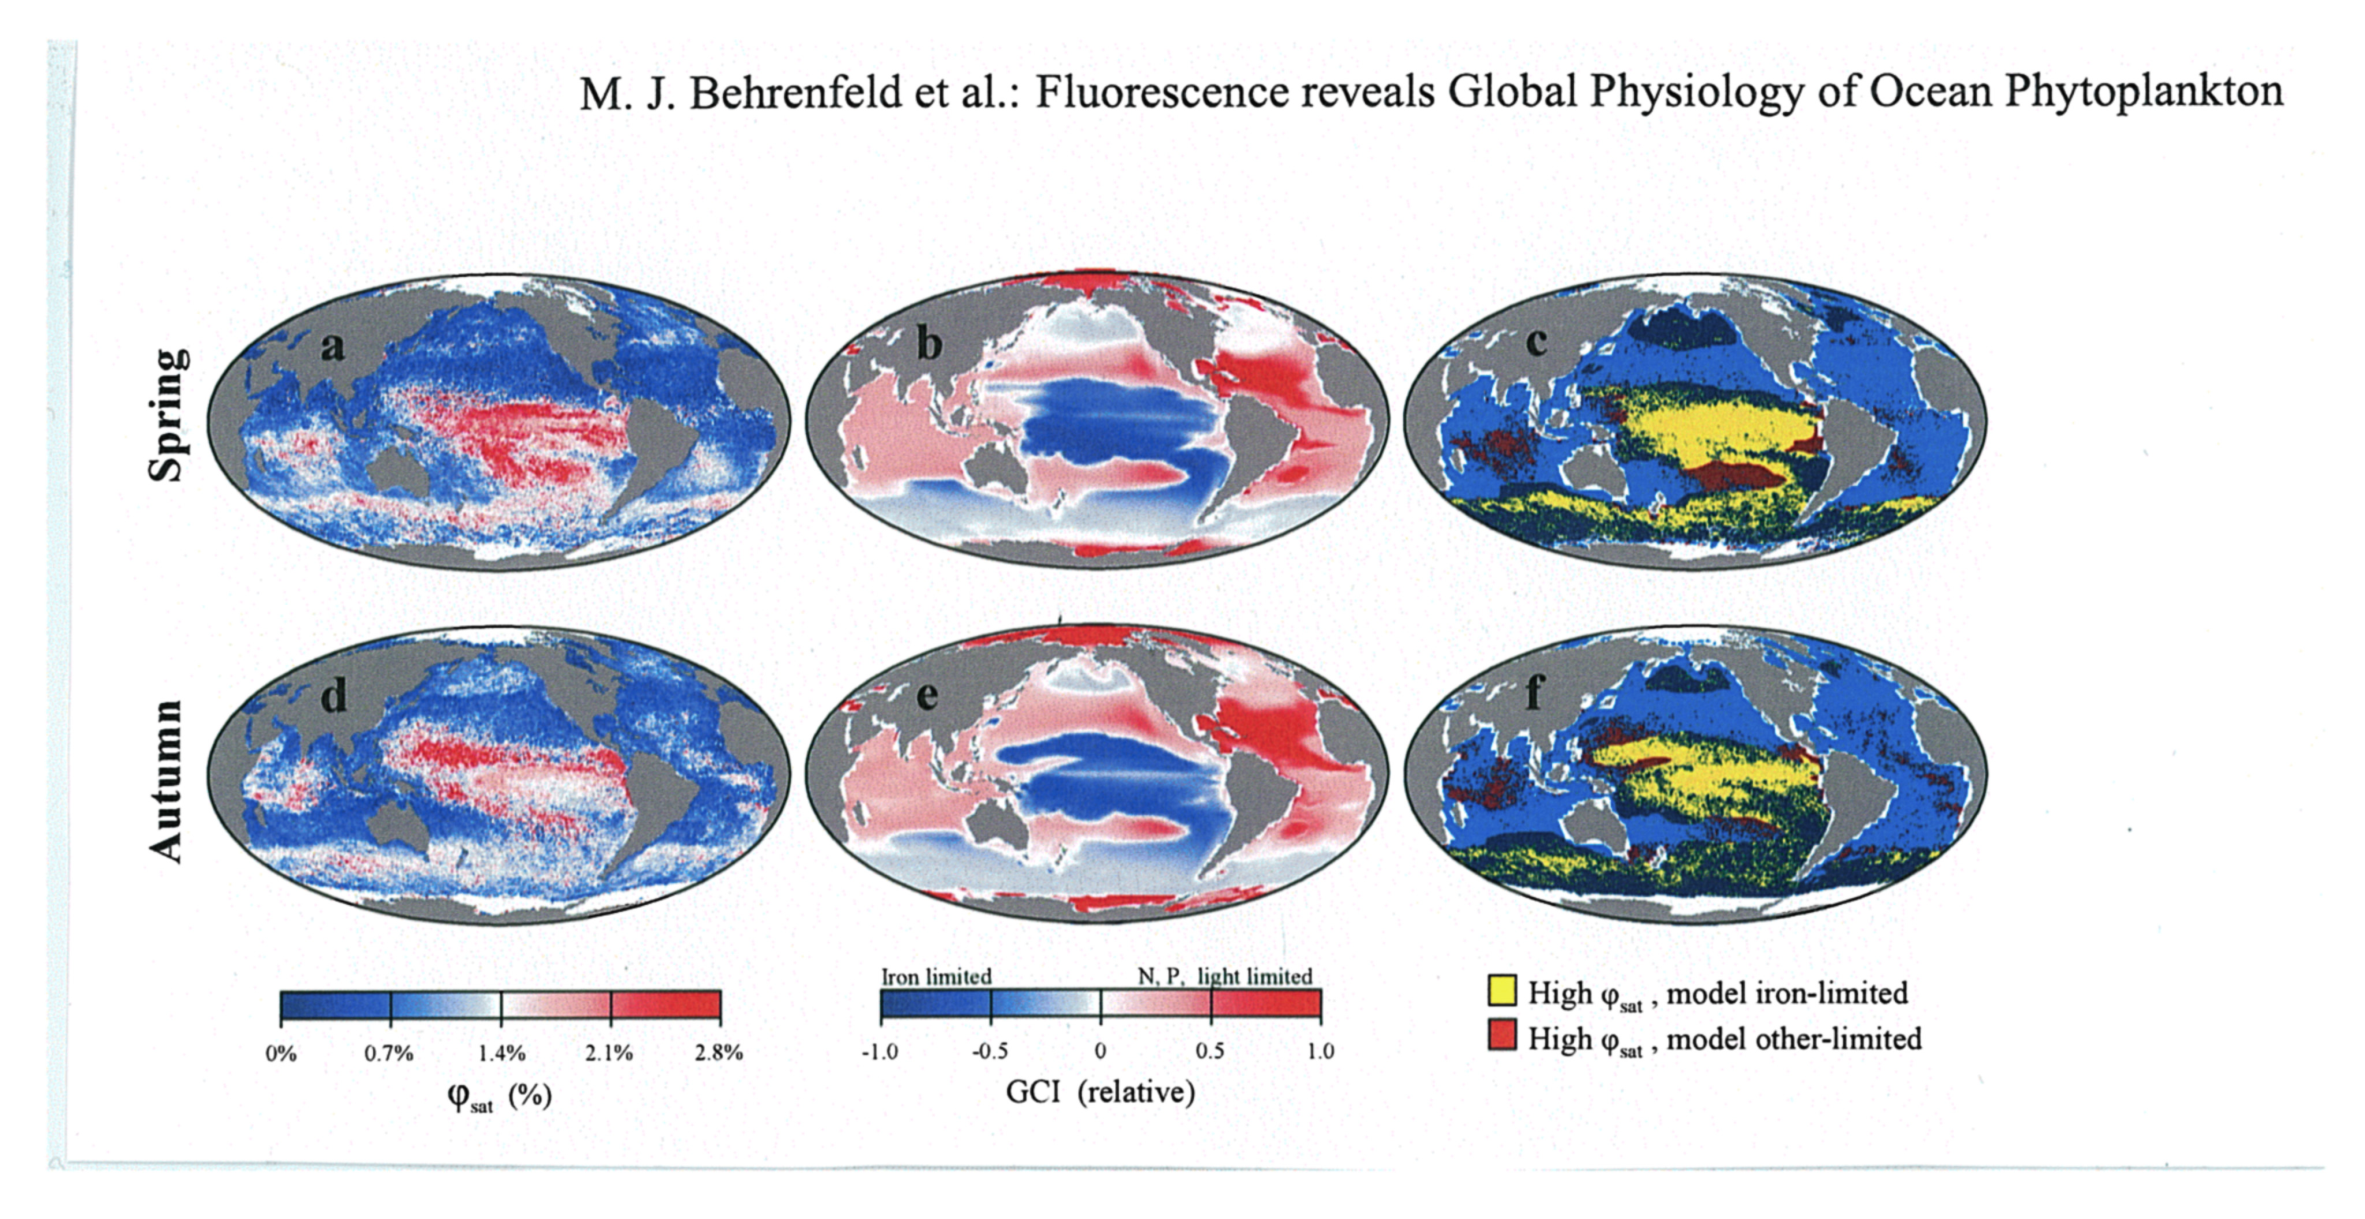 M. J. Behrenfeld et al.: Fluorescence reveals Global Physiology of Ocean Phytoplankton
Spring
a
b
c
Autumn
d
e
f
0% 0.7% 1.4% 2.1% 2.8%
φsat (%)
Iron limited N, P, light limited
-1.0 -0.5 0 0.5 1.0
GCI (relative)
High φsat , model iron-limited
High φsat , model other-limited